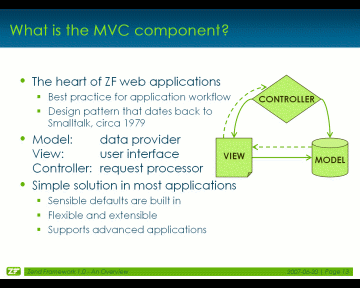 What is the MVC component?
The heart of ZF web applications
Best practice for application workflow
Design pattern that dates back to
Smalltalk, circa 1979
Model: data provider
View: user interface
Controller: request processor
Simple solution in most applications
Sensible defaults are built in
Flexible and extensible
Supports advanced applications
CONTROLLER
VIEW
MODEL
ZF
Zend Framework 1.0 - An Overview
2007-06-20 | Page 13